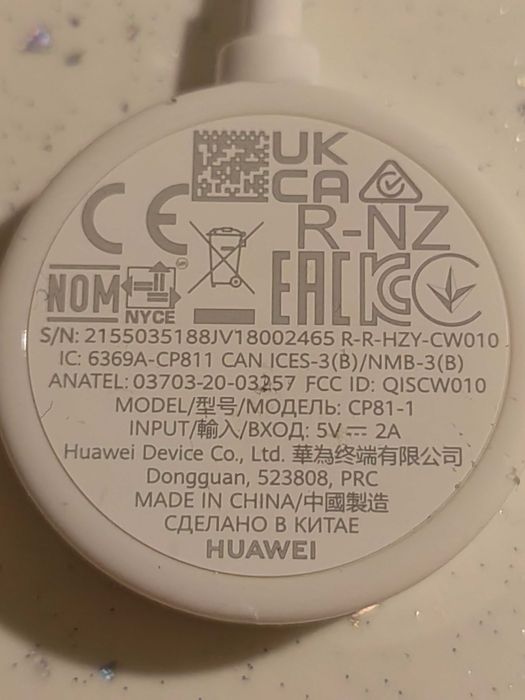 UK
CA
CE
R-NZ
NOM
NYCE
EAC
KC
S/N: 2155035188JV18002465 R-R-HZY-CW010
IC: 6369A-CP811 CAN ICES-3(B)/NMB-3(B)
ANATEL: 03703-20-03257 FCC ID: QISCW010
MODEL/型号/МОДЕЛЬ: CP81-1
INPUT/輸入/ВХОД: 5V ⎓ 2A
Huawei Device Co., Ltd. 華為终端有限公司
Dongguan, 523808, PRC
MADE IN CHINA/中國製造
СДЕЛАНО В КИТАЕ
HUAWEI